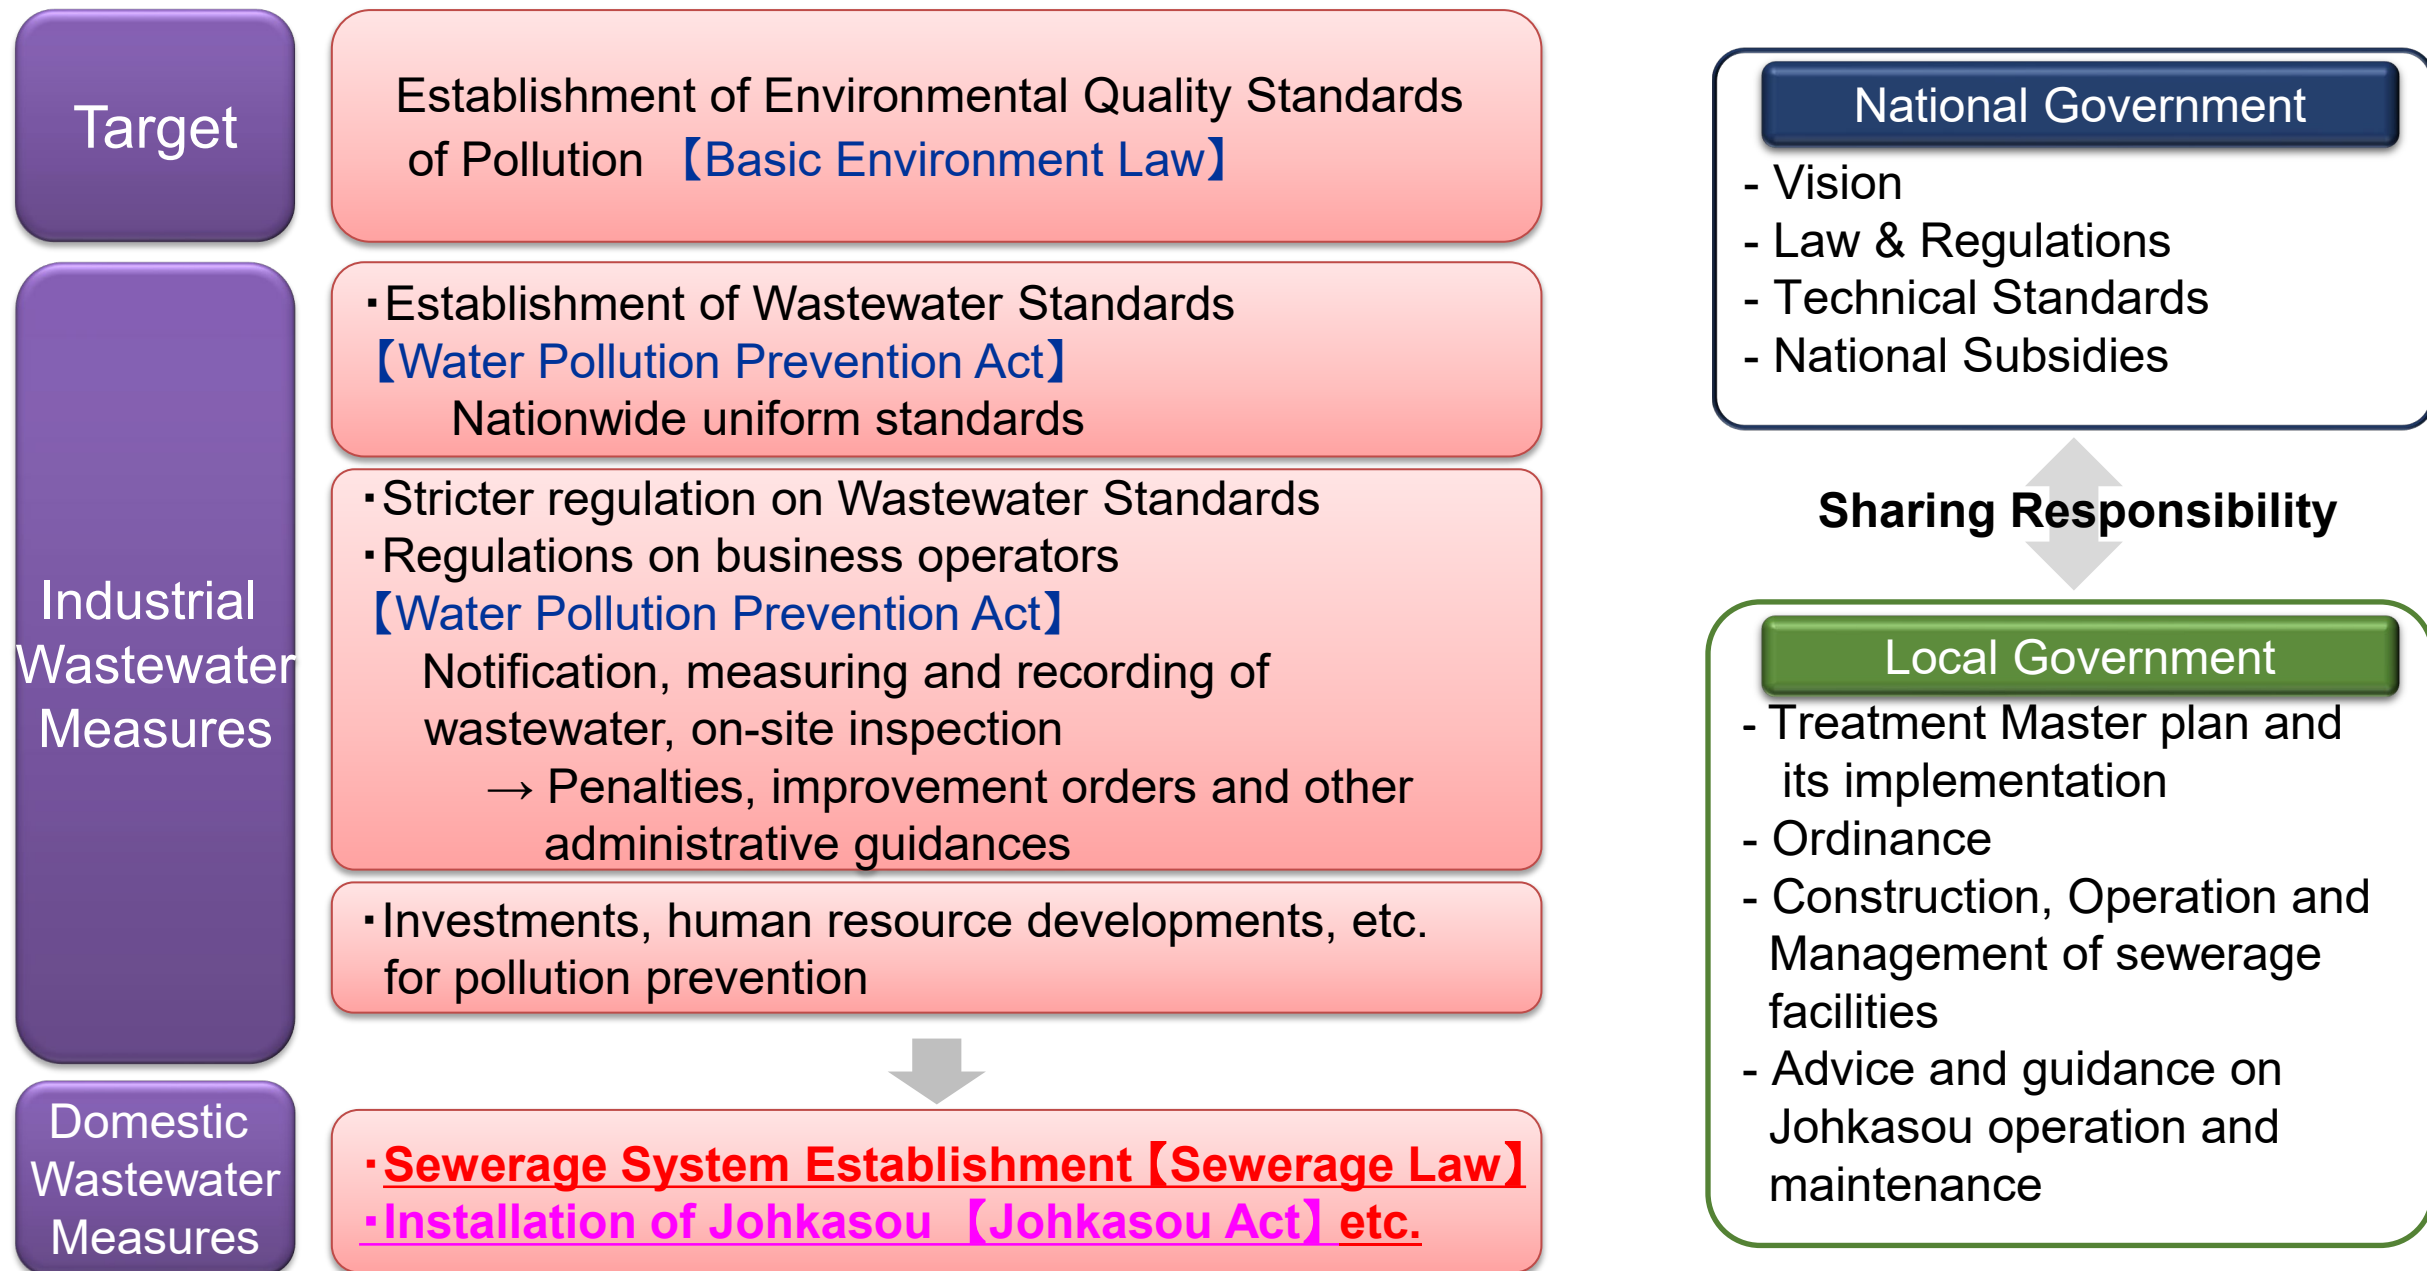 Target
Establishment of Environmental Quality Standards
of Pollution 【Basic Environment Law】
Industrial
Wastewater
Measures
・Establishment of Wastewater Standards
【Water Pollution Prevention Act】
Nationwide uniform standards
・Stricter regulation on Wastewater Standards
・Regulations on business operators
【Water Pollution Prevention Act】
Notification, measuring and recording of
wastewater, on-site inspection
→ Penalties, improvement orders and other
administrative guidances
・Investments, human resource developments, etc.
for pollution prevention
Domestic
Wastewater
Measures
・Sewerage System Establishment【Sewerage Law】
・Installation of Johkasou 【Johkasou Act】 etc.
National Government
- Vision
- Law & Regulations
- Technical Standards
- National Subsidies
Sharing Responsibility
Local Government
- Treatment Master plan and
its implementation
- Ordinance
- Construction, Operation and
Management of sewerage
facilities
- Advice and guidance on
Johkasou operation and
maintenance